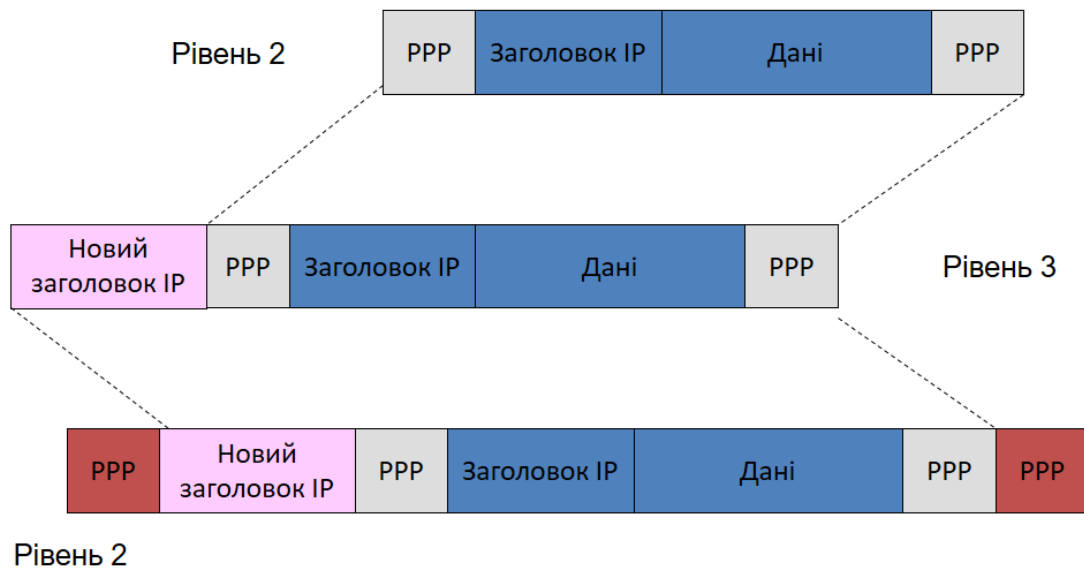 Рівень 2
PPP
Заголовок IP
Дані
PPP
Новий
заголовок IP
PPP
Заголовок IP
Дані
PPP
Рівень 3
PPP
Новий
заголовок IP
PPP
Заголовок IP
Дані
PPP
PPP
Рівень 2